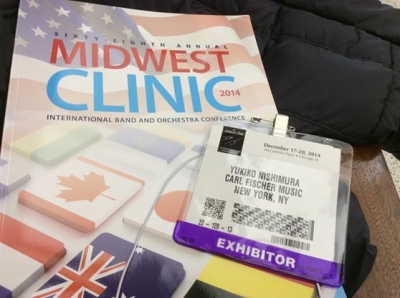 SIXTY-EIGHTH ANNUAL
MIDWEST
CLINIC
2014
INTERNATIONAL BAND AND ORCHESTRA CONFERENCE
December 17-20, 2014
YUKIKO NISHIMURA
CARL FISCHER MUSIC
NEW YORK, NY
EXHIBITOR